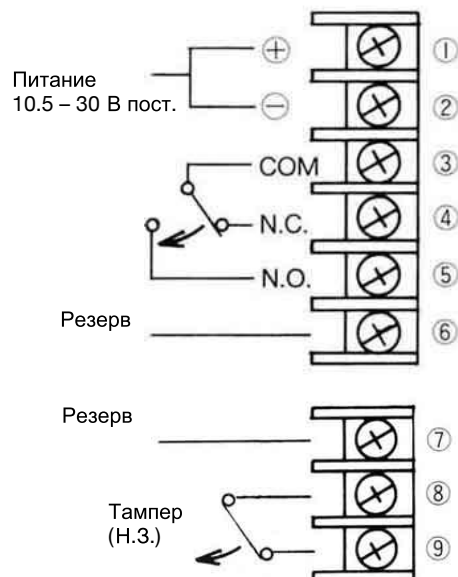 ⊕ ①
Питание
10.5 – 30 В пост.
⊖ ②
COM ③
N.C. ④
N.O. ⑤
Резерв ⑥
Резерв ⑦
⑧
Тампер
(Н.З.)
⑨